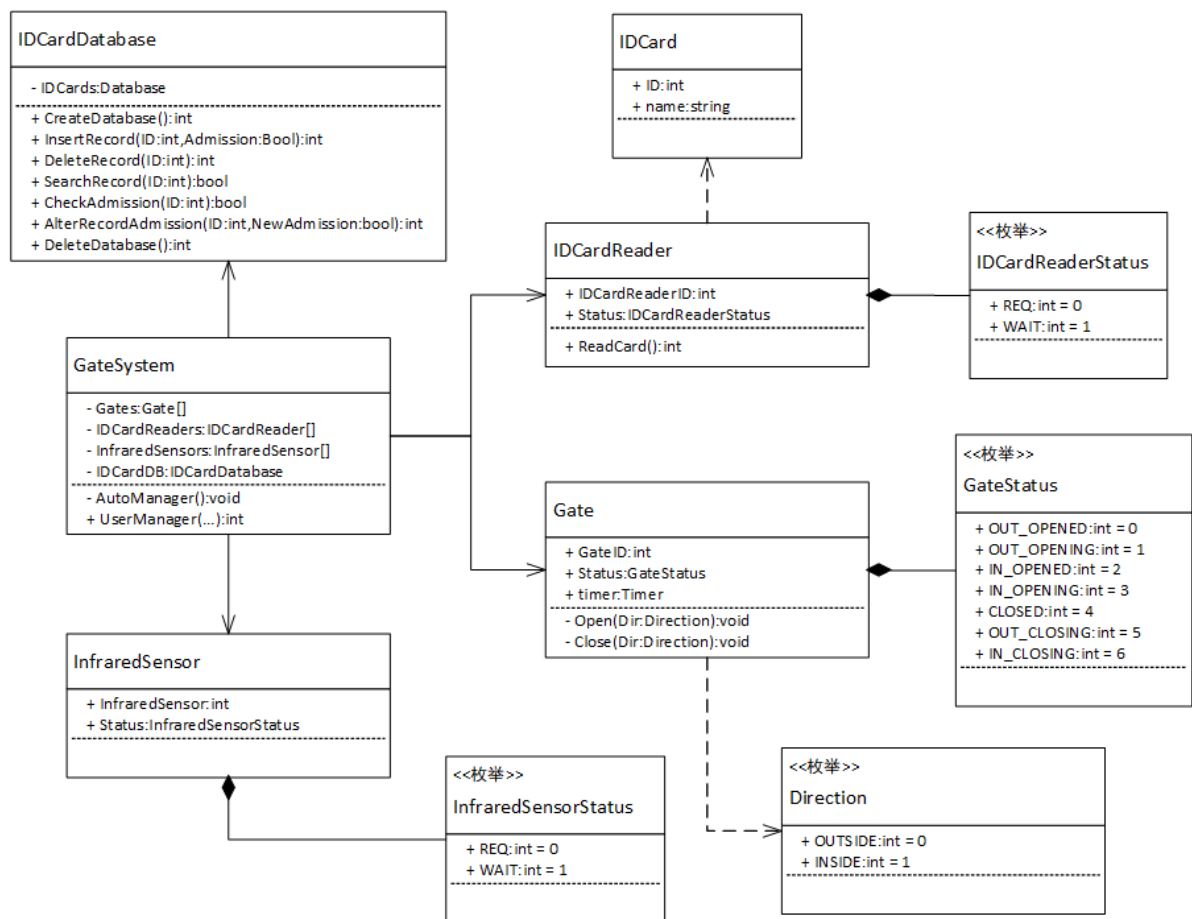 IDCardDatabase
- IDCards:Database
+ CreateDatabase():int
+ InsertRecord(ID:int,Admission:Bool):int
+ DeleteRecord(ID:int):int
+ SearchRecord(ID:int):bool
+ CheckAdmission(ID:int):bool
+ AlterRecordAdmission(ID:int,NewAdmission:bool):int
+ DeleteDatabase():int
IDCard
+ ID:int
+ name:string
IDCardReader
+ IDCardReaderID:int
+ Status:IDCardReaderStatus
+ ReadCard():int
<<枚举>>
IDCardReaderStatus
+ REQ:int = 0
+ WAIT:int = 1
GateSystem
- Gates:Gate[]
- IDCardReaders:IDCardReader[]
- InfraredSensors:InfraredSensor[]
- IDCardDB:IDCardDatabase
- AutoManager():void
+ UserManager(...):int
Gate
+ GateID:int
+ Status:GateStatus
+ timer:Timer
- Open(Dir:Direction):void
- Close(Dir:Direction):void
<<枚举>>
GateStatus
+ OUT_OPENED:int = 0
+ OUT_OPENING:int = 1
+ IN_OPENED:int = 2
+ IN_OPENING:int = 3
+ CLOSED:int = 4
+ OUT_CLOSING:int = 5
+ IN_CLOSING:int = 6
InfraredSensor
+ InfraredSensor:int
+ Status:InfraredSensorStatus
<<枚举>>
InfraredSensorStatus
+ REQ:int = 0
+ WAIT:int = 1
<<枚举>>
Direction
+ OUTSIDE:int = 0
+ INSIDE:int = 1